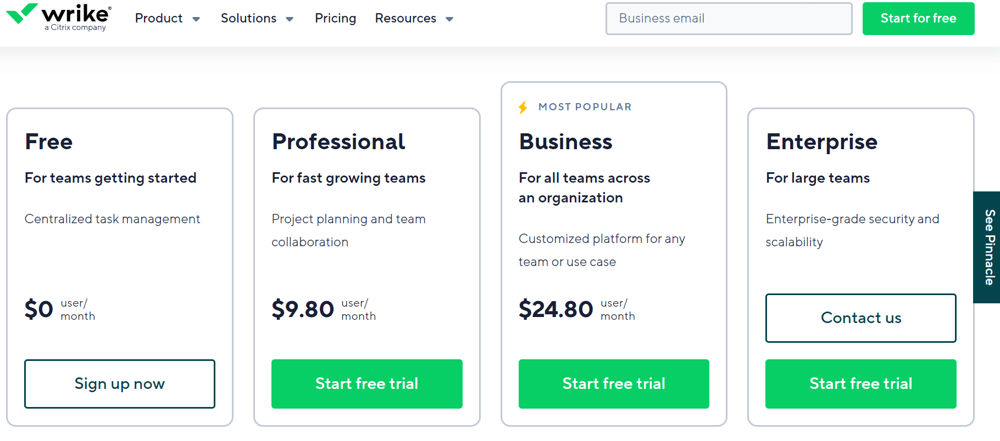 wrike®
a Citrix company
Product
Solutions
Pricing
Resources
Business email
Start for free
Free
For teams getting started
Centralized task management
$0 user/
month
Sign up now
Professional
For fast growing teams
Project planning and team
collaboration
$9.80 user/
month
Start free trial
MOST POPULAR
Business
For all teams across
an organization
Customized platform for any
team or use case
$24.80 user/
month
Start free trial
Enterprise
For large teams
Enterprise-grade security and
scalability
Contact us
Start free trial
See Pinnacle